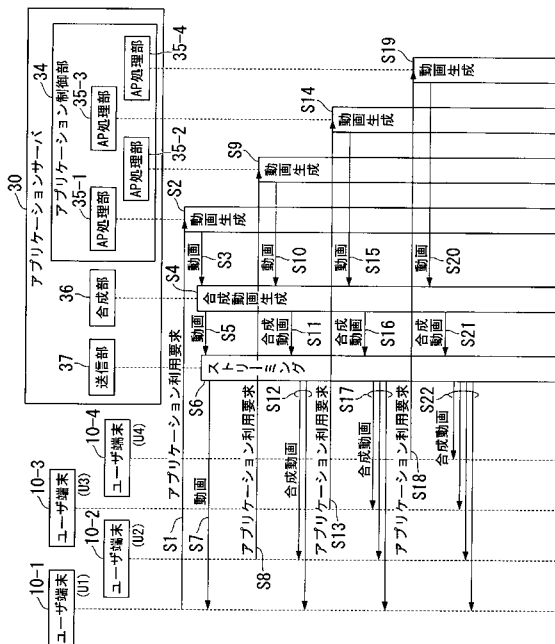 30
アプリケーションサーバ
34
アプリケーション制御部
35-1
AP処理部
35-3
AP処理部
AP処理部
35-2
AP処理部
35-4
36
合成部
37
送信部
10-1
ユーザ端末
(U1)
10-3
ユーザ端末
(U3)
ユーザ端末
(U2)
10-2
ユーザ端末
(U4)
10-4
S1
アプリケーション利用要求
S2
動画生成
動画
S3
S4
合成動画生成
動画
S5
S6
ストリーミング
動画
S7
アプリケーション利用要求
S8
S9
動画生成
動画
S10
合成動画
S11
合成動画
S12
アプリケーション利用要求
S13
S14
動画生成
動画
S15
合成動画
S16
合成動画
S17
アプリケーション利用要求
S18
S19
動画生成
動画
S20
合成動画
S21
合成動画
S22